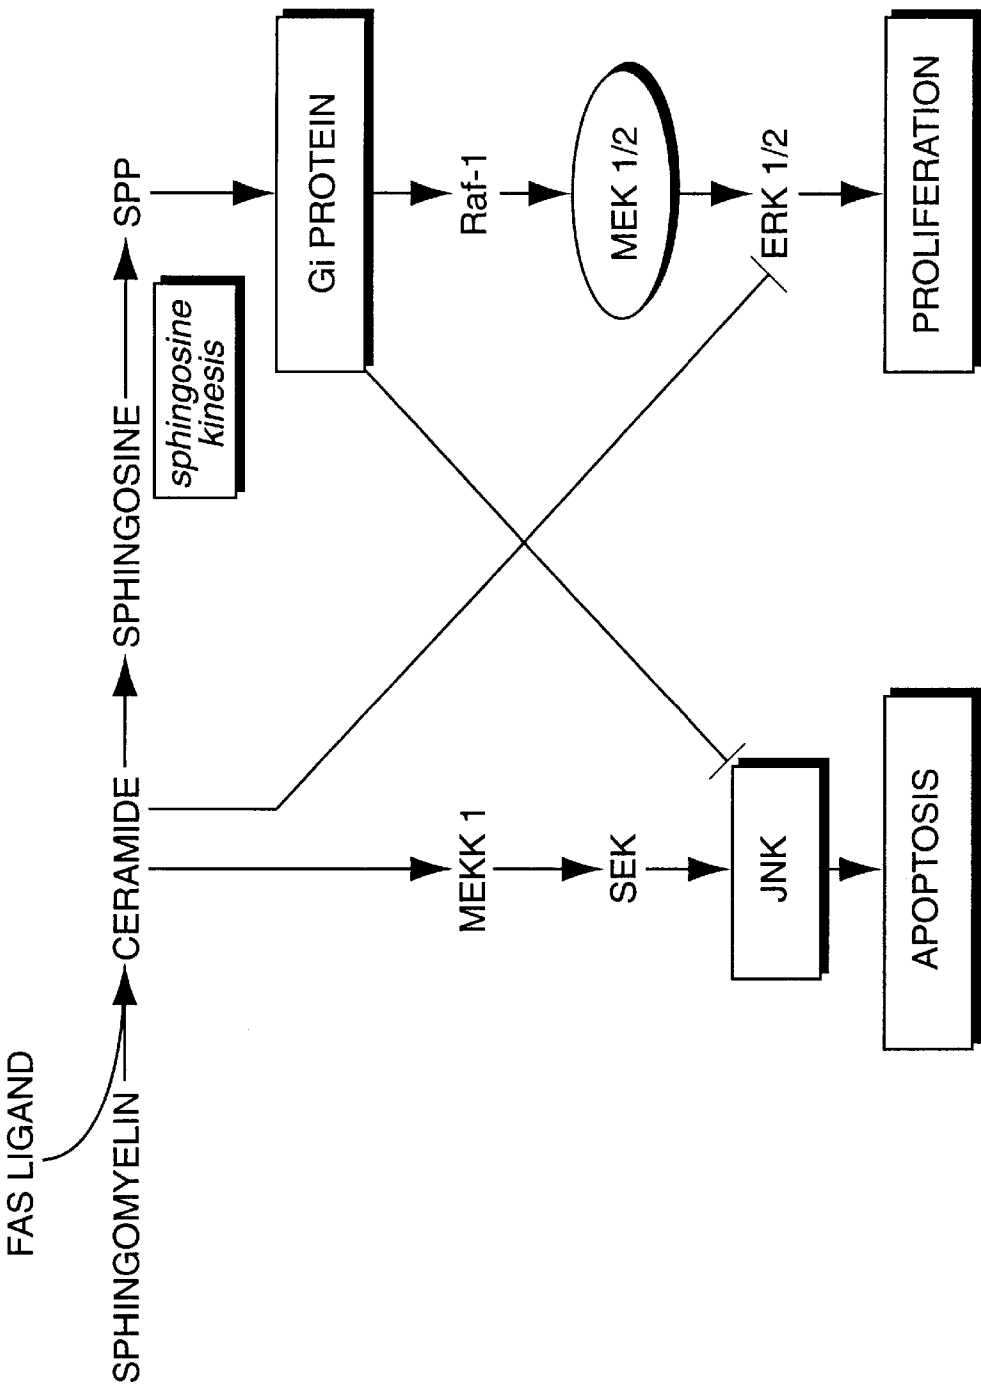 FAS LIGAND
SPHINGOMYELIN
CERAMIDE
SPHINGOSINE
SPP
sphingosine
kinesis
Gi PROTEIN
MEKK 1
Raf-1
SEK
MEK 1/2
JNK
ERK 1/2
APOPTOSIS
PROLIFERATION